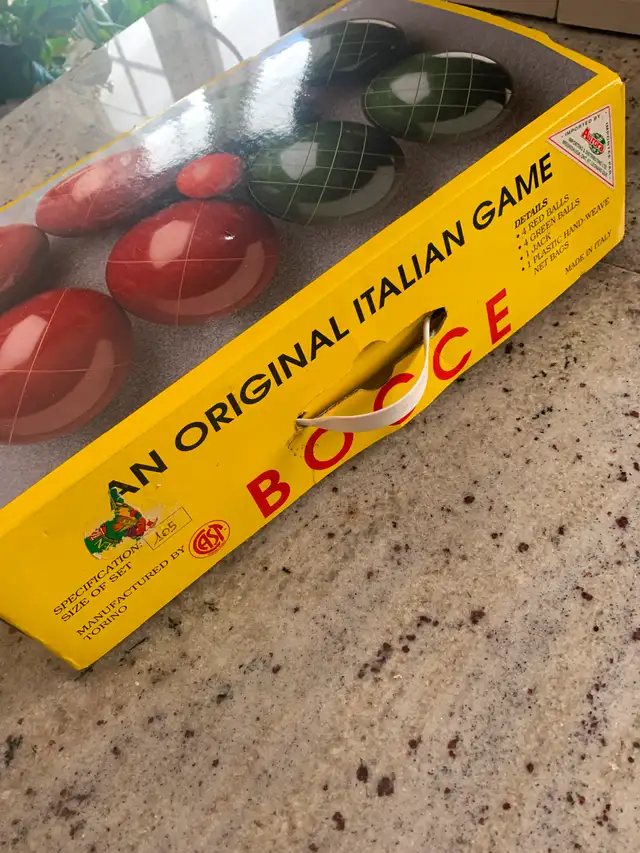 AN ORIGINAL ITALIAN GAME
BOCCE
DETAILS
• 4 RED BALLS
• 4 GREEN BALLS
• 1 JACK
• 1 PLASTIC HAND-WEAVE
NET BAGS
MADE IN ITALY
IMPORTED BY
SPECIFICATION:
SIZE OF SET 105
MANUFACTURED BY
TORINO